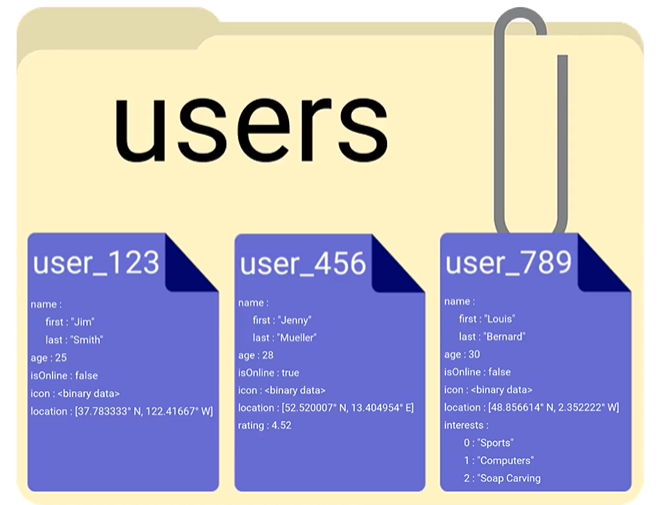 users
user_123
name :
first : "Jim"
last : "Smith"
age : 25
isOnline : false
icon : <binary data>
location : [37.783333° N, 122.41667° W]
user_456
name :
first : "Jenny"
last : "Mueller"
age : 28
isOnline : true
icon : <binary data>
location : [52.520007° N, 13.404954° E]
rating : 4.52
user_789
name :
first : "Louis"
last : "Bernard"
age : 30
isOnline : false
icon : <binary data>
location : [48.856614° N, 2.352222° W]
interests :
0 : "Sports"
1 : "Computers"
2 : "Soap Carving